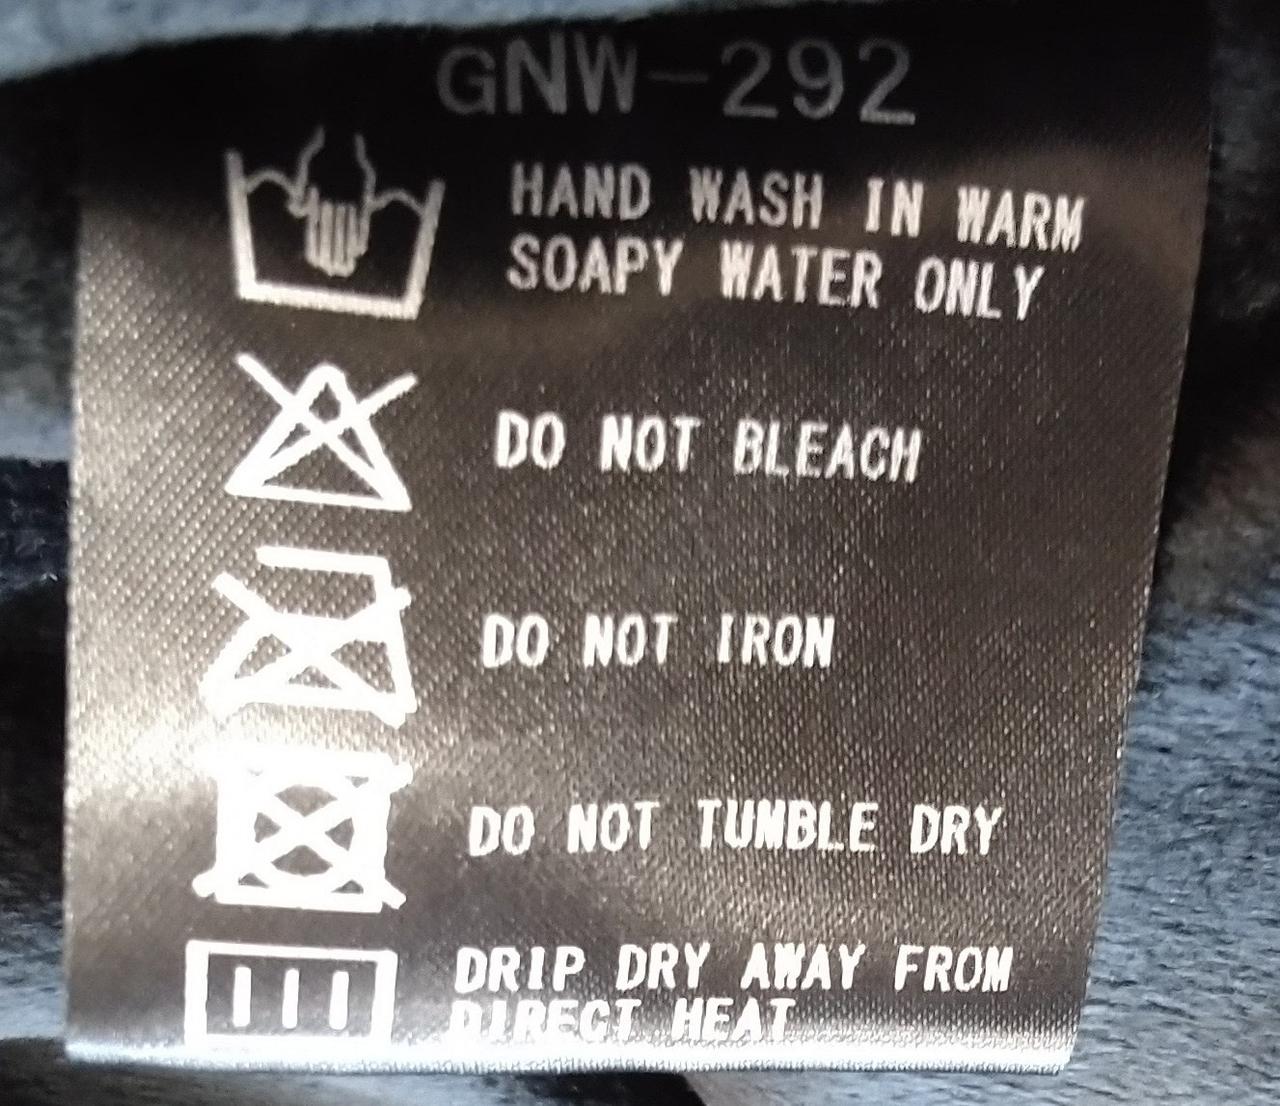 GNW-292
HAND WASH IN WARM
SOAPY WATER ONLY
DO NOT BLEACH
DO NOT IRON
DO NOT TUMBLE DRY
DRIP DRY AWAY FROM
DIRECT HEAT